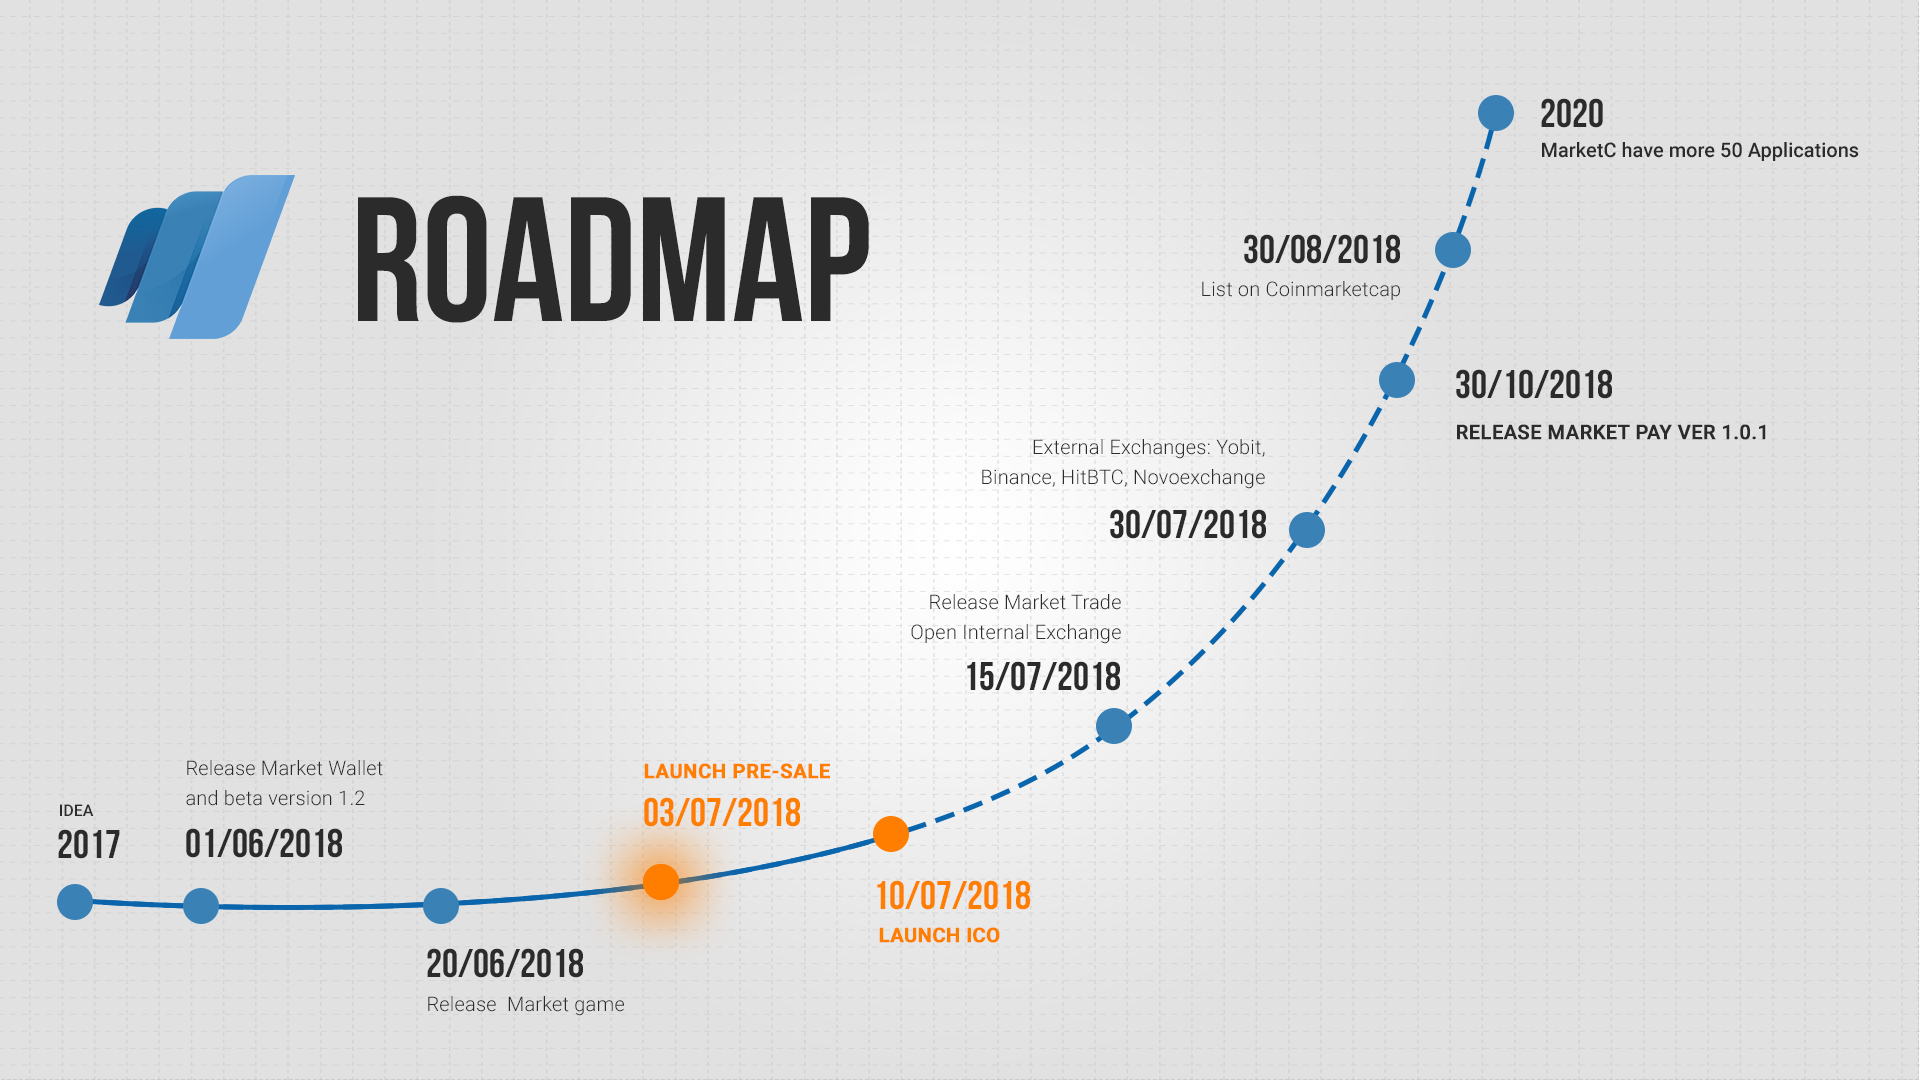 ROADMAP
IDEA
2017
Release Market Wallet
and beta version 1.2
01/06/2018
20/06/2018
Release  Market game
LAUNCH PRE-SALE
03/07/2018
10/07/2018
LAUNCH ICO
Release Market Trade
Open Internal Exchange
15/07/2018
External Exchanges: Yobit,
Binance, HitBTC, Novoexchange
30/07/2018
30/10/2018
RELEASE MARKET PAY VER 1.0.1
30/08/2018
List on Coinmarketcap
2020
MarketC have more 50 Applications